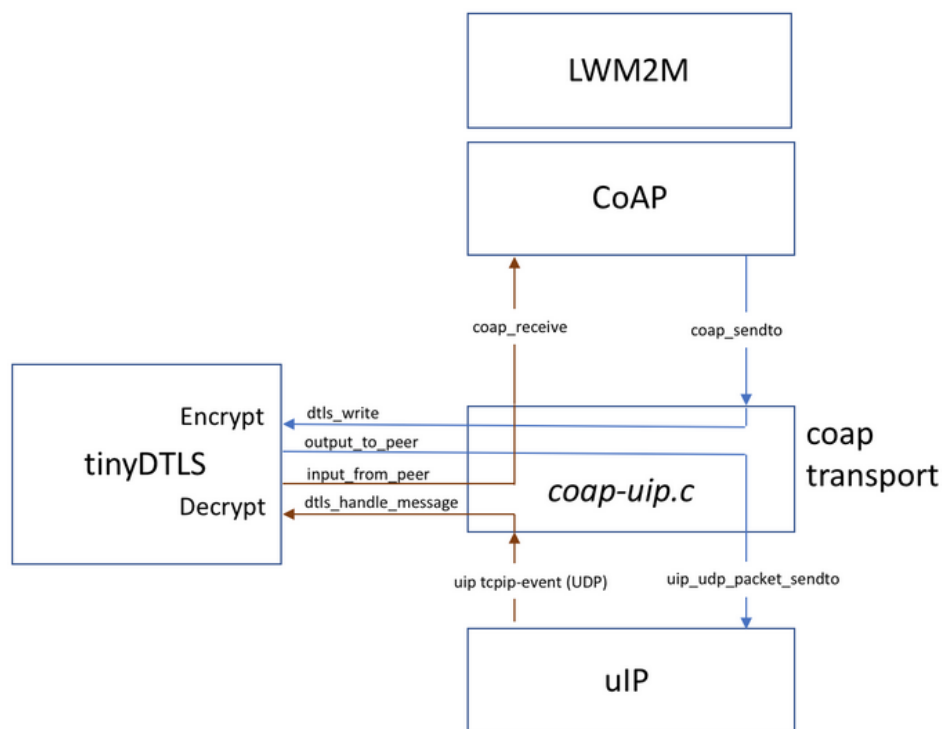 LWM2M
CoAP
coap_receive
coap_sendto
Encrypt
dtls_write
output_to_peer
tinyDTLS
input_from_peer
Decrypt
dtls_handle_message
coap-uip.c
coap
transport
uip tcpip-event (UDP)
uip_udp_packet_sendto
uIP